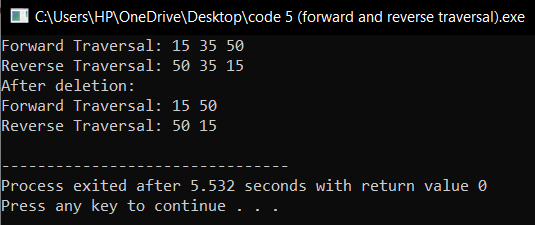 C:\Users\HP\OneDrive\Desktop\code 5 (forward and reverse traversal).exe
Forward Traversal: 15 35 50
Reverse Traversal: 50 35 15
After deletion:
Forward Traversal: 15 50
Reverse Traversal: 50 15
--------------------------------
Process exited after 5.532 seconds with return value 0
Press any key to continue . . .